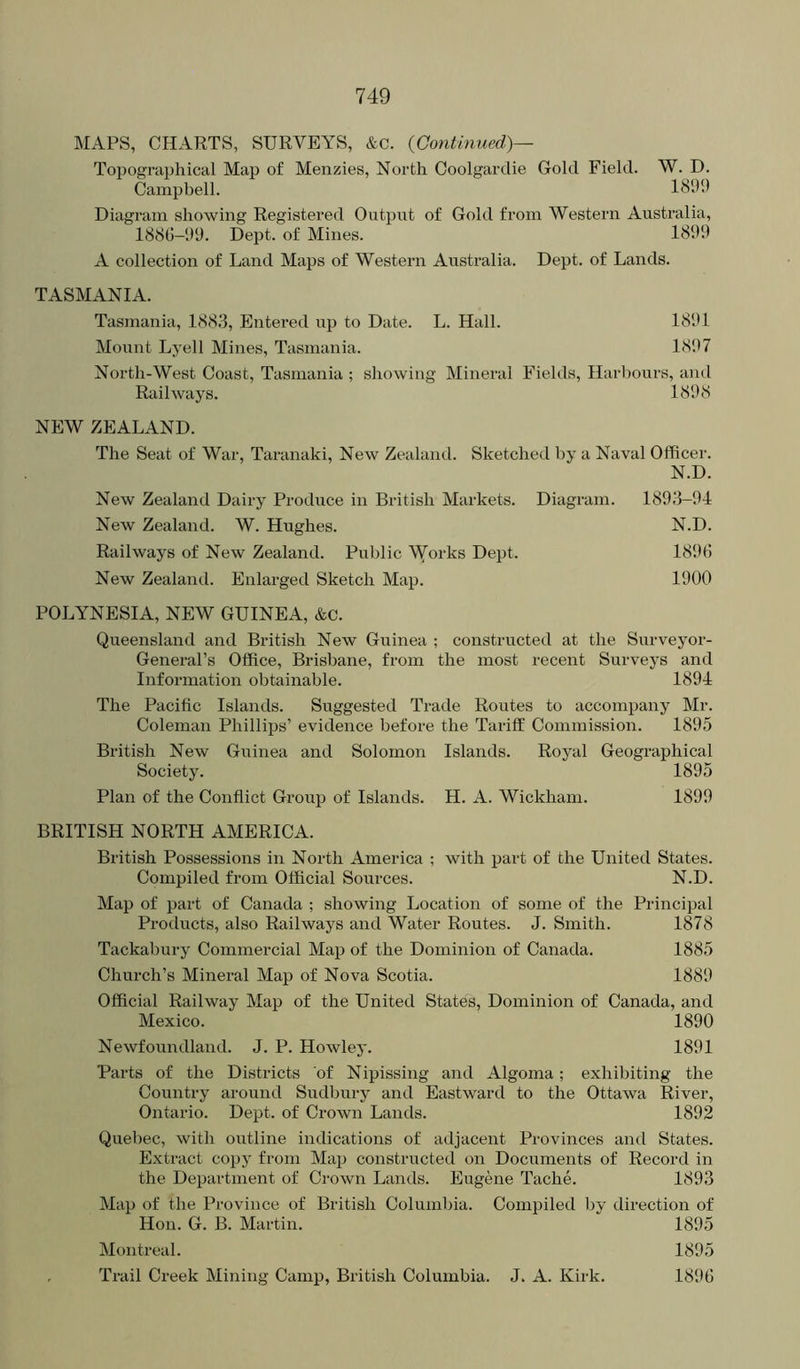 749
MAPS, CHARTS, SURVEYS, &c. (Continued)—
Topographical Map of Menzies, North Coolgardie Gold Field. W. D.
Campbell. 1899
Diagram showing Registered Output of Gold from Western Australia,
1886-99. Dept. of Mines. 1899
A collection of Land Maps of Western Australia. Dept. of Lands.
TASMANIA.
Tasmania, 1883, Entered up to Date. L. Hall. 1891
Mount Lyell Mines, Tasmania. 1897
North-West Coast, Tasmania ; showing Mineral Fields, Harbours, and
Railways. 1898
NEW ZEALAND.
The Seat of War, Taranaki, New Zealand. Sketched by a Naval Officer.
N.D.
New Zealand Dairy Produce in British Markets. Diagram. 1893-94
New Zealand. W. Hughes. N.D.
Railways of New Zealand. Public Works Dept. 1896
New Zealand. Enlarged Sketch Map. 1900
POLYNESIA, NEW GUINEA, &c.
Queensland and British New Guinea ; constructed at the Surveyor-
General's Office, Brisbane, from the most recent Surveys and
Information obtainable. 1894
The Pacific Islands. Suggested Trade Routes to accompany Mr.
Coleman Phillips' evidence before the Tariff Commission. 1895
British New Guinea and Solomon Islands. Royal Geographical
Society. 1895
Plan of the Conflict Group of Islands. H. A. Wickham. 1899
BRITISH NORTH AMERICA.
British Possessions in North America ; with part of the United States.
Compiled from Official Sources. N.D.
Map of part of Canada ; showing Location of some of the Principal
Products, also Railways and Water Routes. J. Smith. 1878
Tackabury Commercial Map of the Dominion of Canada. 1885
Church's Mineral Map of Nova Scotia. 1889
Official Railway Map of the United States, Dominion of Canada, and
Mexico. 1890
Newfoundland. J. P. Howley. 1891
Parts of the Districts of Nipissing and Algoma ; exhibiting the
Country around Sudbury and Eastward to the Ottawa River,
Ontario. Dept. of Crown Lands. 1892
Quebec, with outline indications of adjacent Provinces and States.
Extract copy from Map constructed on Documents of Record in
the Department of Crown Lands. Eugène Taché. 1893
Map of the Province of British Columbia. Compiled by direction of
Hon. G. B. Martin. 1895
Montreal. 1895
Trail Creek Mining Camp, British Columbia. J. A. Kirk. 1896